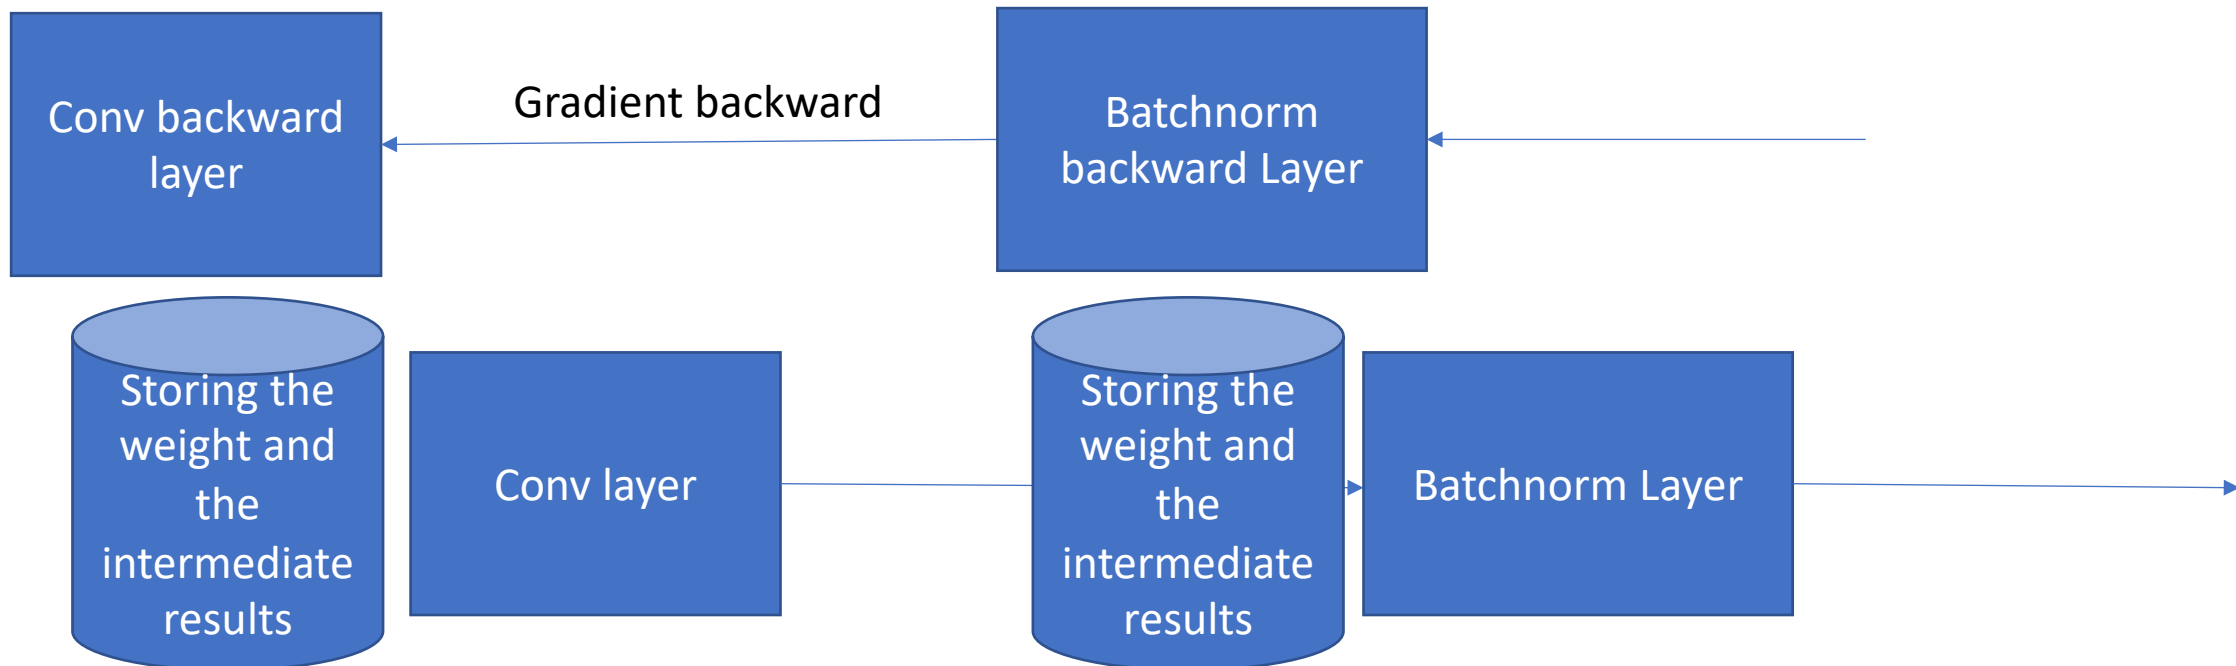 Conv backward
layer
Gradient backward
Batchnorm
backward Layer
Storing the
weight and
the
intermediate
results
Conv layer
Storing the
weight and
the
intermediate
results
Batchnorm Layer